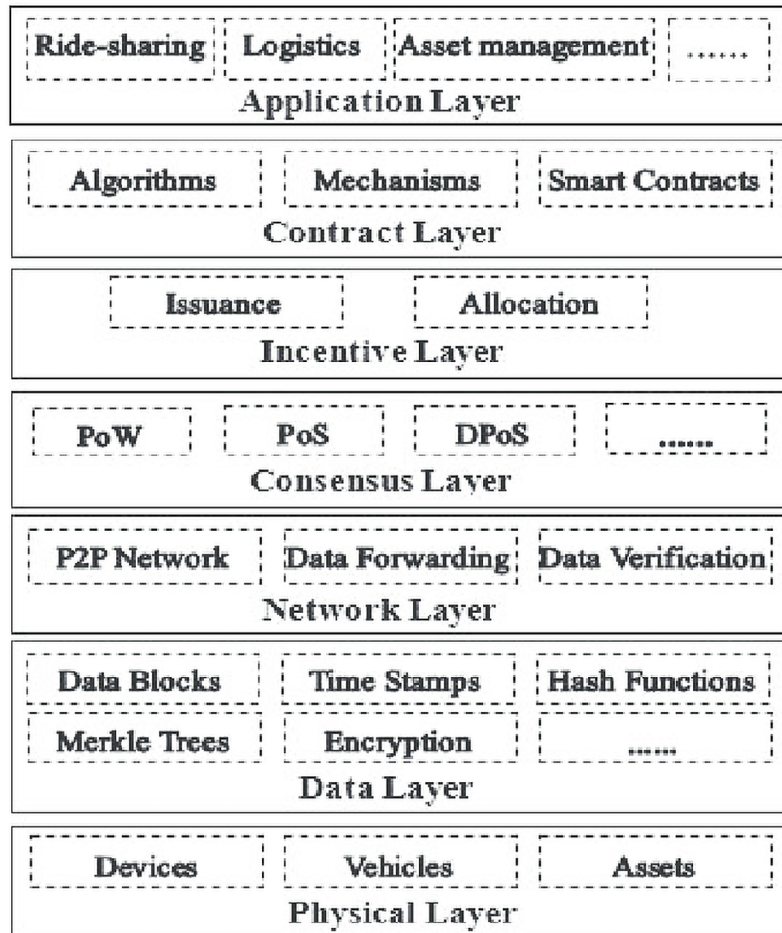 Ride-sharing Logistics Asset management ......
Application Layer
Algorithms Mechanisms Smart Contracts
Contract Layer
Issuance Allocation
Incentive Layer
PoW PoS DPoS ......
Consensus Layer
P2P Network Data Forwarding Data Verification
Network Layer
Data Blocks Time Stamps Hash Functions
Merkle Trees Encryption ......
Data Layer
Devices Vehicles Assets
Physical Layer